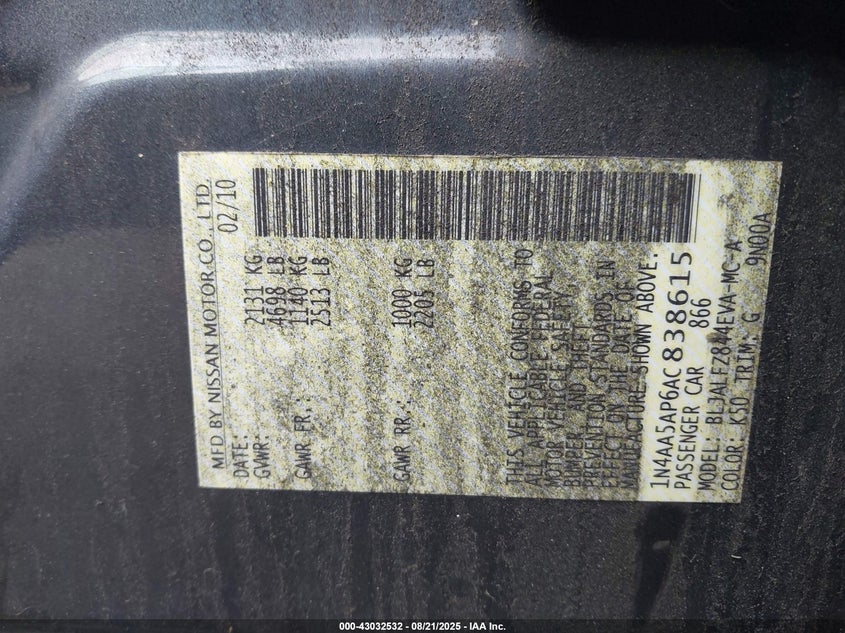 MFD BY NISSAN MOTOR CO., LTD.
DATE: 02/10
GVWR: 2131 KG
4698 LB
GAWR FR.: 1140 KG
2513 LB
GAWR RR.: 1000 KG
2205 LB
THIS VEHICLE CONFORMS TO
ALL APPLICABLE FEDERAL
MOTOR VEHICLE SAFETY,
BUMPER, AND THEFT
PREVENTION STANDARDS IN
EFFECT ON THE DATE OF
MANUFACTURE SHOWN ABOVE.
1N4AA5AP6AC838615
PASSENGER CAR 866
MODEL:
COLOR: K50 TRIM: G 9N00A
000-43032532 - 08/21/2025 - IAA Inc.